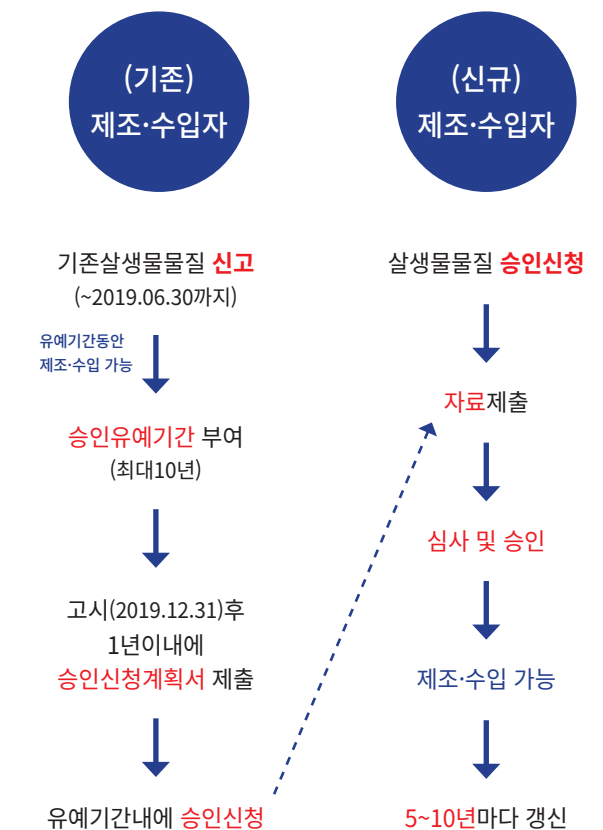 (기존)
제조·수입자
기존살생물물질 신고
(~2019.06.30까지)
유예기간동안
제조·수입 가능
승인유예기간 부여
(최대10년)
고시(2019.12.31)후
1년이내에
승인신청계획서 제출
유예기간내에 승인신청
(신규)
제조·수입자
살생물물질 승인신청
자료제출
심사 및 승인
제조·수입 가능
5~10년마다 갱신